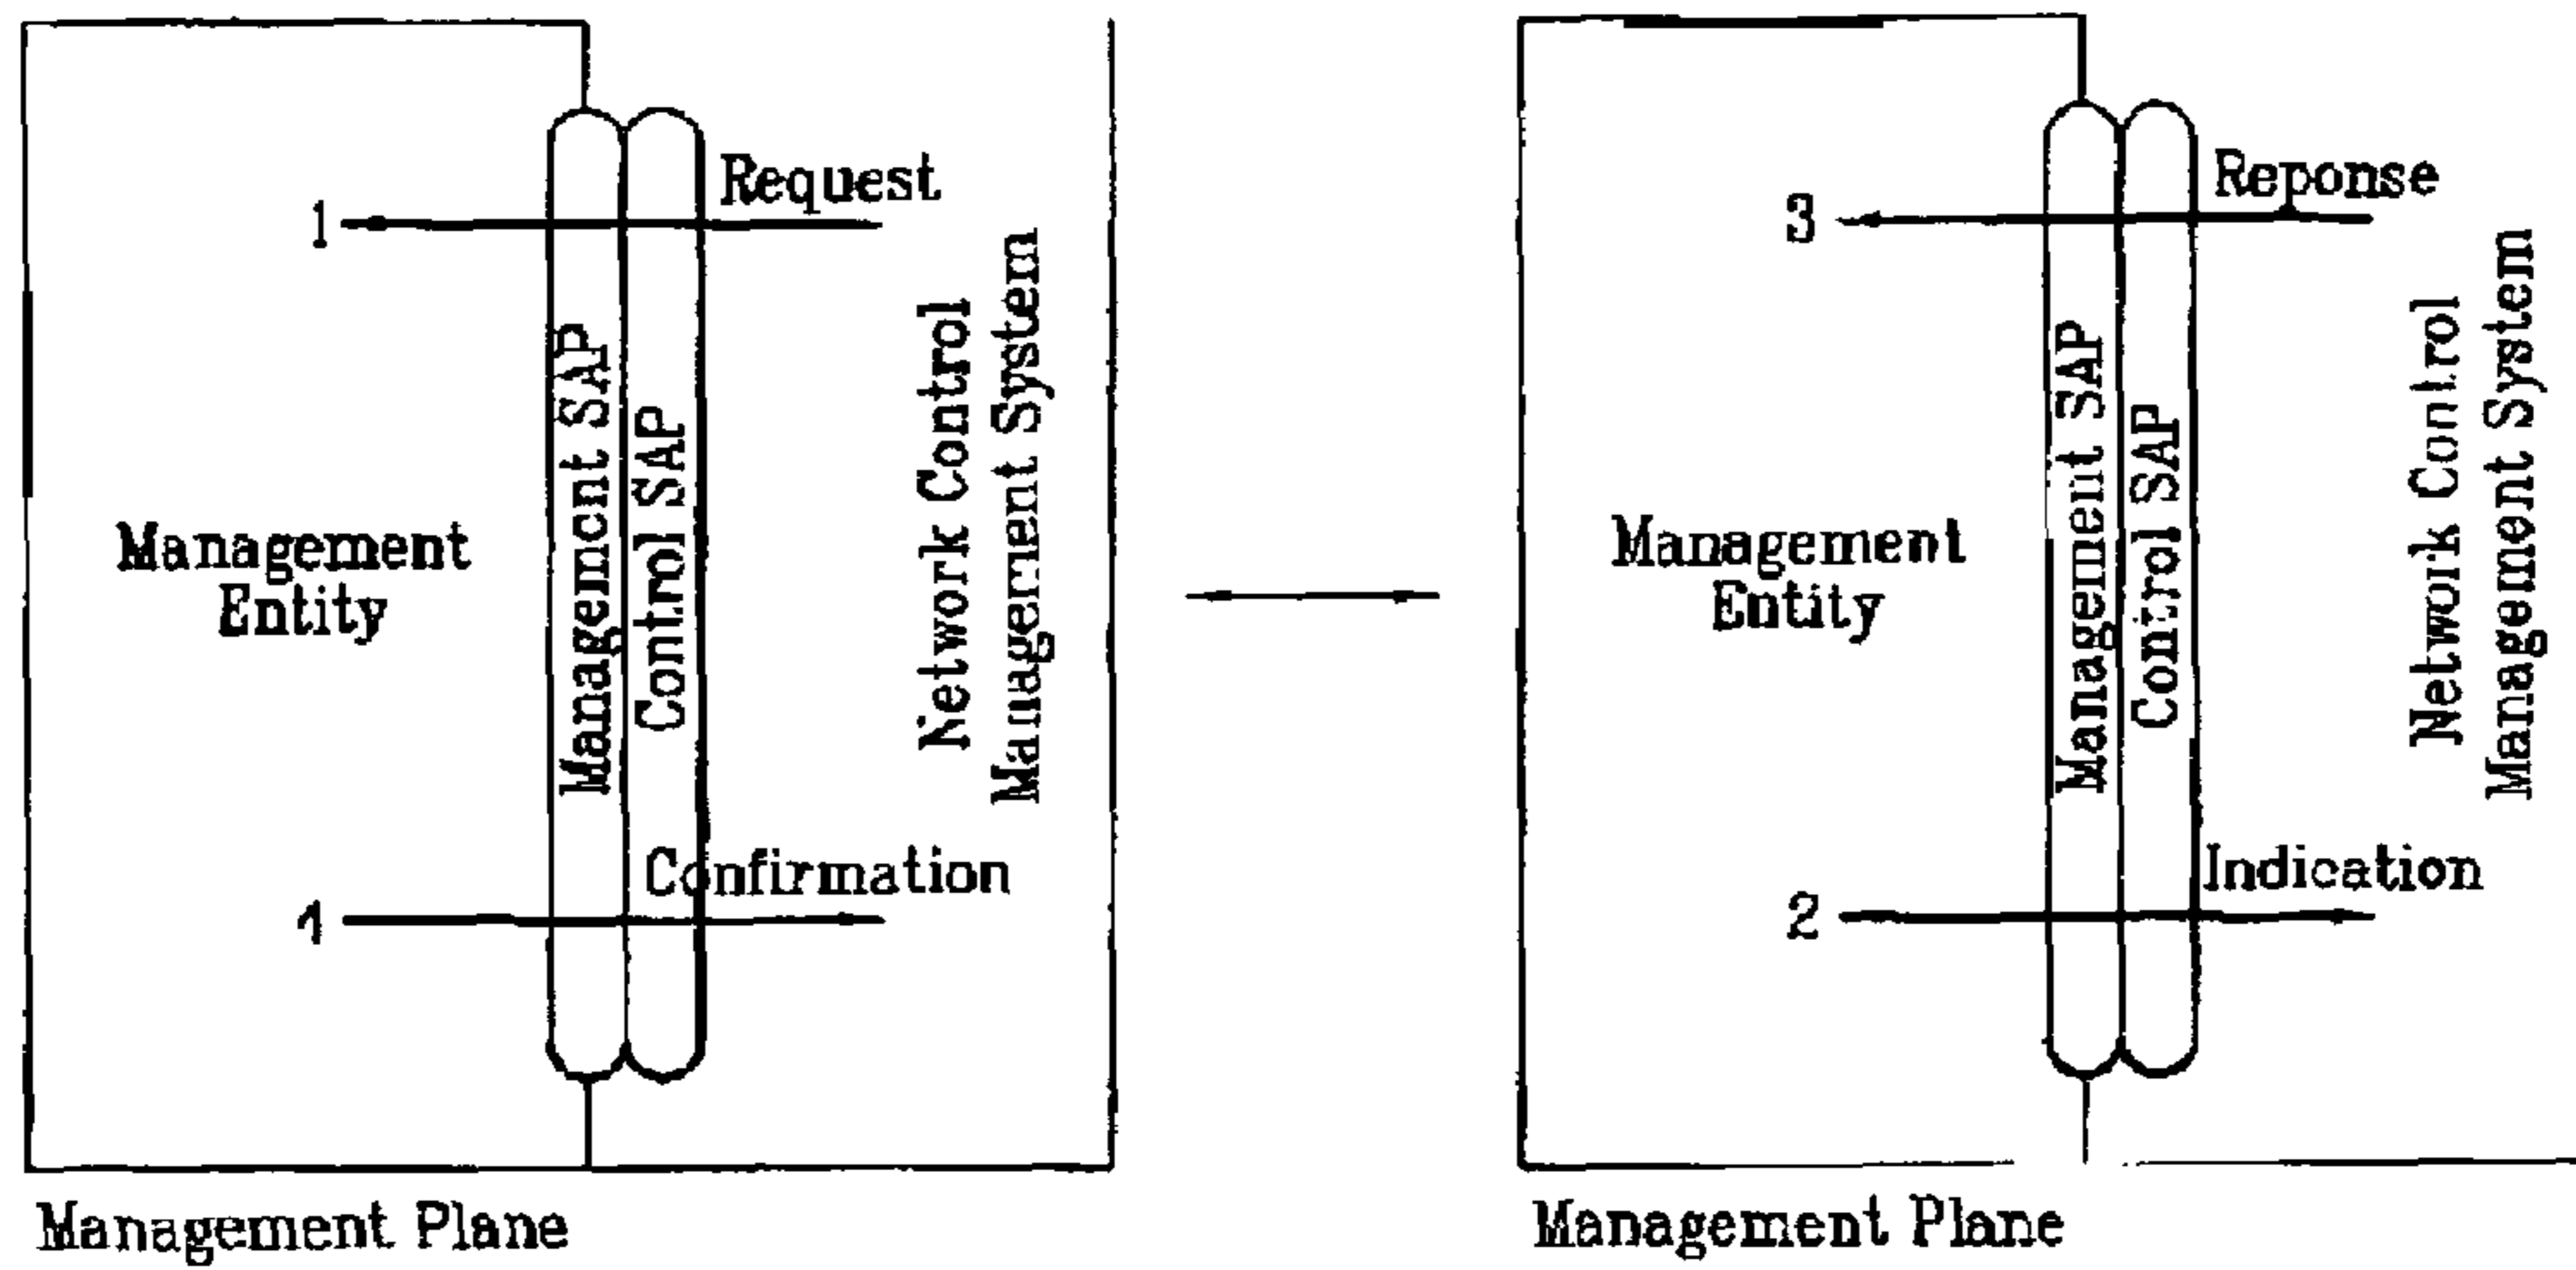 Request
1
Management SAP
Control SAP
Network Control
Management System
Management
Entity
Confirmation
4
Management Plane
Reponse
3
Management SAP
Control SAP
Network Control
Management System
Management
Entity
Indication
2
Management Plane